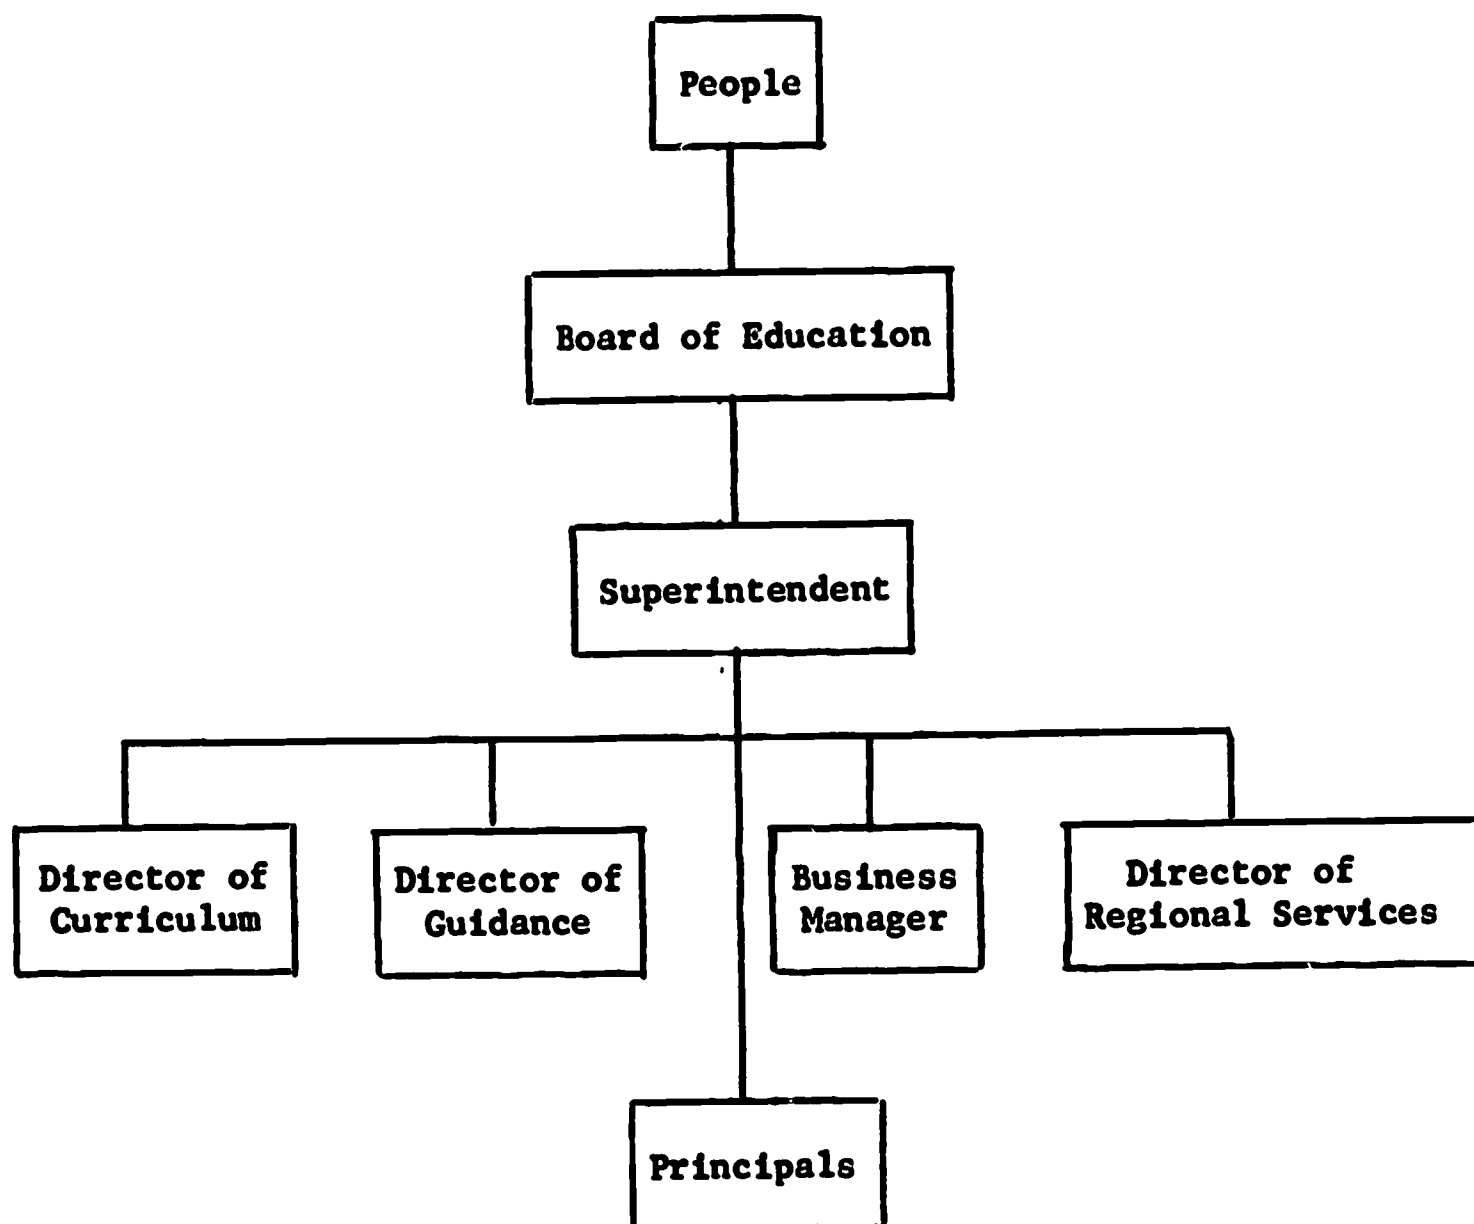 People
Board of Education
Superintendent
Director of
Curriculum
Director of
Guidance
Business
Manager
Director of
Regional Services
Principals